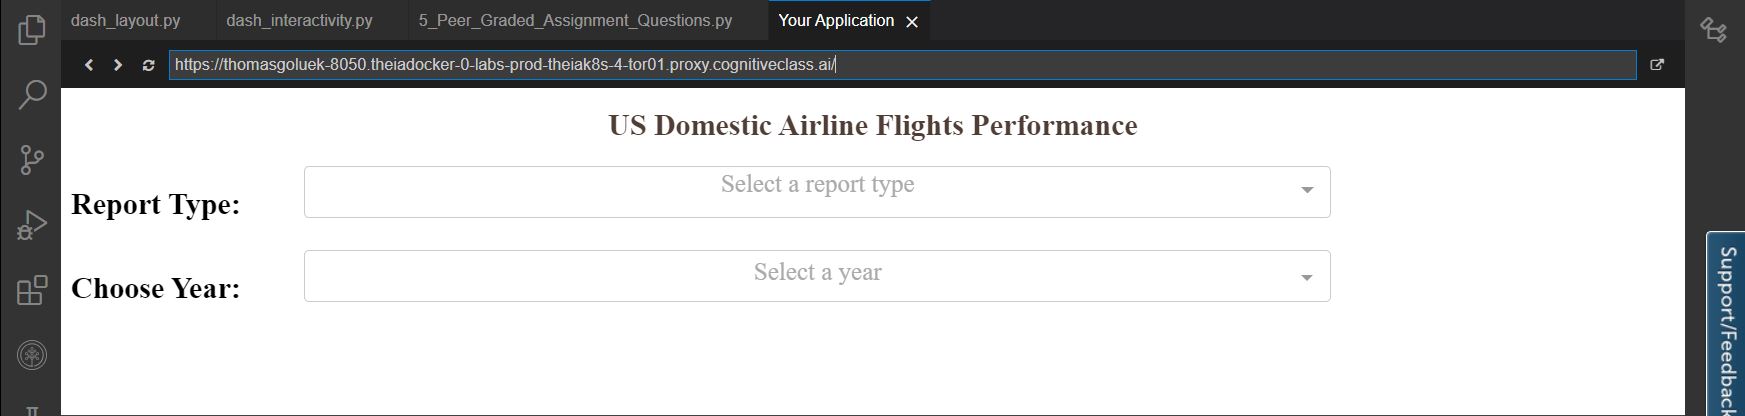 dash_layout.py dash_interactivity.py 5_Peer_Graded_Assignment_Questions.py Your Application
https://thomasgoluek-8050.theiadocker-0-labs-prod-theiak8s-4-tor01.proxy.cognitiveclass.ai/
US Domestic Airline Flights Performance
Report Type: Select a report type
Choose Year: Select a year
Support/Feedback